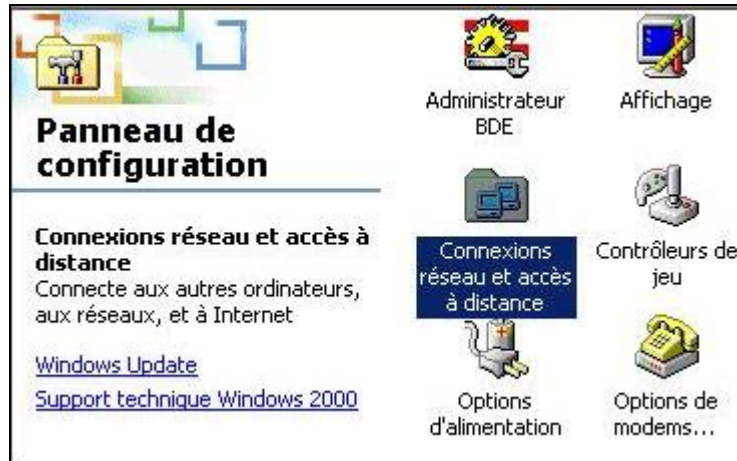 Panneau de
configuration
Connexions réseau et accès à
distance
Connecte aux autres ordinateurs,
aux réseaux, et à Internet
Windows Update
Support technique Windows 2000
Administrateur
BDE
Affichage
Connexions
réseau et accès
à distance
Contrôleurs de
jeu
Options
d'alimentation
Options de
modems...